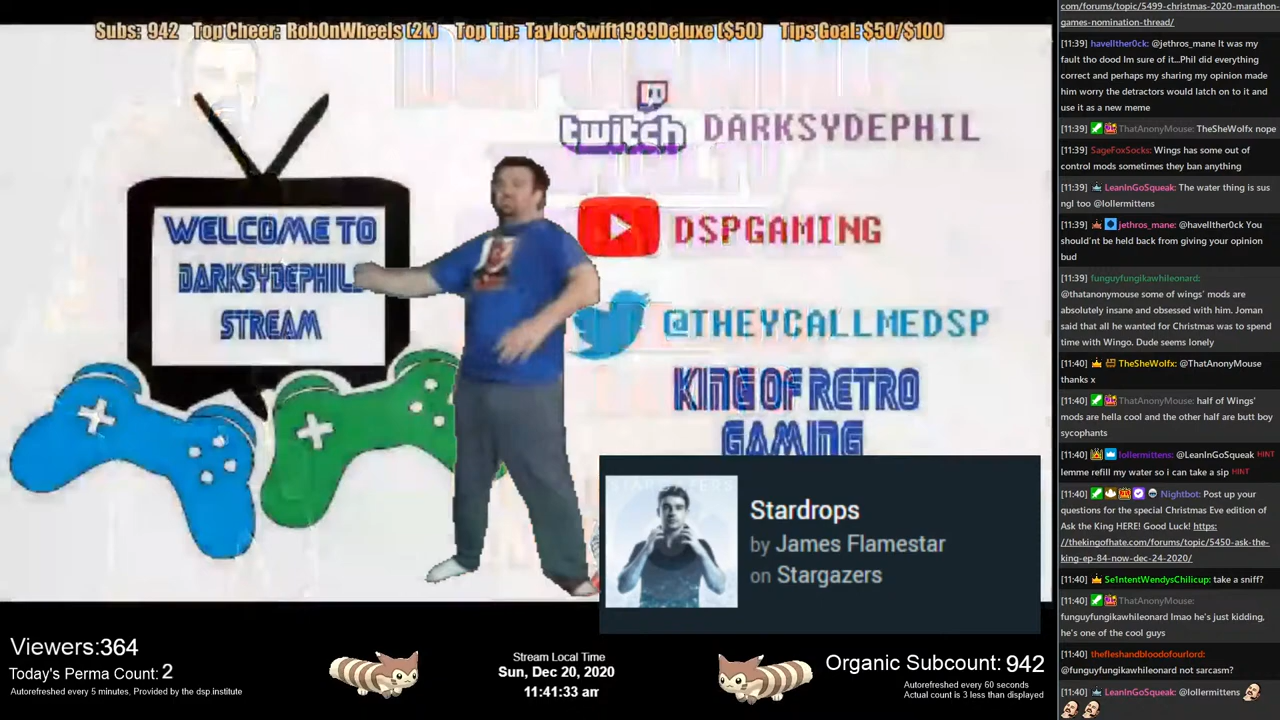 Subs: 942 Top Cheer: RobOnWheels (2k) Top Tip: TaylorSwift1989Deluxe ($50) Tips Goal: $50/$100
WELCOME TO
DARKSYDEPHILS
STREAM
twitch DARKSYDEPHIL
DSPGAMING
@THEYCALLMEDSP
KING OF RETRO
GAMING
STARGAZERS
Stardrops
by James Flamestar
on Stargazers
Viewers:364
Today's Perma Count: 2
Autorefreshed every 5 minutes, Provided by the dsp.institute
Stream Local Time
Sun, Dec 20, 2020
11:41:33 am
Organic Subcount: 942
Autorefreshed every 60 seconds
Actual count is 3 less than displayed
com/forums/topic/5499-christmas-2020-marathon-
games-nomination-thread/
[11:39] havellther0ck: @jethros_mane It was my
fault tho dood Im sure of it...Phil did everything
correct and perhaps my sharing my opinion made
him worry the detractors would latch on to it and
use it as a new meme
[11:39] ThatAnonyMouse: TheSheWolfx nope
[11:39] SageFoxSocks: Wings has some out of
control mods sometimes they ban anything
[11:39] LeanInGoSqueak: The water thing is sus
ngl too @lollermittens
[11:39] jethros_mane: @havellther0ck You
should'nt be held back from giving your opinion
bud
[11:39] funguyfungikawhileonard:
@thatanonymouse some of wings' mods are
absolutely insane and obsessed with him. Joman
said that all he wanted for Christmas was to spend
time with Wingo. Dude seems lonely
[11:40] TheSheWolfx: @ThatAnonyMouse
thanks x
[11:40] ThatAnonyMouse: half of Wings'
mods are hella cool and the other half are butt boy
sycophants
[11:40] lollermittens: @LeanInGoSqueak HINT
lemme refill my water so i can take a sip HINT
[11:40] Nightbot: Post up your
questions for the special Christmas Eve edition of
Ask the King HERE! Good Luck! https:
//thekingofhate.com/forums/topic/5450-ask-the-
king-ep-84-now-dec-24-2020/
[11:40] Se1ntentWendysChilicup: take a sniff?
[11:40] ThatAnonyMouse:
funguyfungikawhileonard lmao he's just kidding,
he's one of the cool guys
[11:40] thefleshandbloodofourlord:
@funguyfungikawhileonard not sarcasm?
[11:40] LeanInGoSqueak: @lollermittens